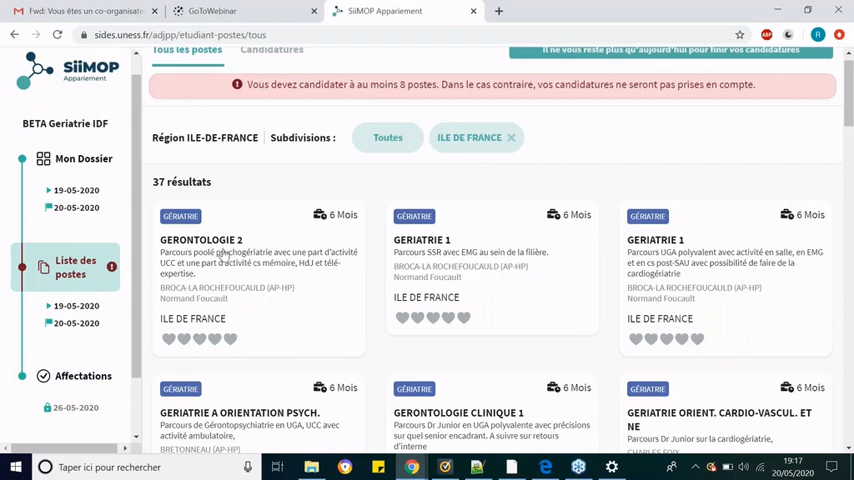 Fwd: Vous êtes un co-organisate
GoToWebinar
SiiMOP Appariement
sides.uness.fr/adjpp/etudiant-postes/tous
ABP
R
SiiMOP
Appariement
BETA Geriatrie IDF
Mon Dossier
19-05-2020
20-05-2020
Liste des
postes
19-05-2020
20-05-2020
Affectations
26-05-2020
Tous les postes
Candidatures
Il ne vous reste plus qu'aujourd'hui pour finir vos candidatures
Vous devez candidater à au moins 8 postes. Dans le cas contraire, vos candidatures ne seront pas prises en compte.
Région ILE-DE-FRANCE
Subdivisions :
Toutes
ILE DE FRANCE
37 résultats
GÉRIATRIE
6 Mois
GERONTOLOGIE 2
Parcours poolé psychogériatrie avec une part d'activité
UCC et une part d'activité cs mémoire, HdJ et télé-
expertise.
BROCA-LA ROCHEFOUCAULD (AP-HP)
Normand Foucault
ILE DE FRANCE
GÉRIATRIE
6 Mois
GERIATRIE 1
Parcours SSR avec EMG au sein de la filière.
BROCA-LA ROCHEFOUCAULD (AP-HP)
Normand Foucault
ILE DE FRANCE
GÉRIATRIE
6 Mois
GERIATRIE 1
Parcours UGA polyvalent avec activité en salle, en EMG
et en cs post-SAU avec possibilité de faire de la
cardiogériatrie
BROCA-LA ROCHEFOUCAULD (AP-HP)
Normand Foucault
ILE DE FRANCE
GÉRIATRIE
6 Mois
GERIATRIE A ORIENTATION PSYCH.
Parcours de Gérontopsychiatrie en UGA, UCC avec
activité ambulatoire,
BRETONNEAU (AP-HP)
GÉRIATRIE
6 Mois
GERONTOLOGIE CLINIQUE 1
Parcours Dr Junior en UGA polyvalente avec précisions
sur quel senior encadrant. A suivre sur retours
d'interne
GÉRIATRIE
6 Mois
GERIATRIE ORIENT. CARDIO-VASCUL. ET
NE
Parcours Dr Junior sur la cardiogériatrie,
CHARLES FOIX
Taper ici pour rechercher
19:17
20/05/2020